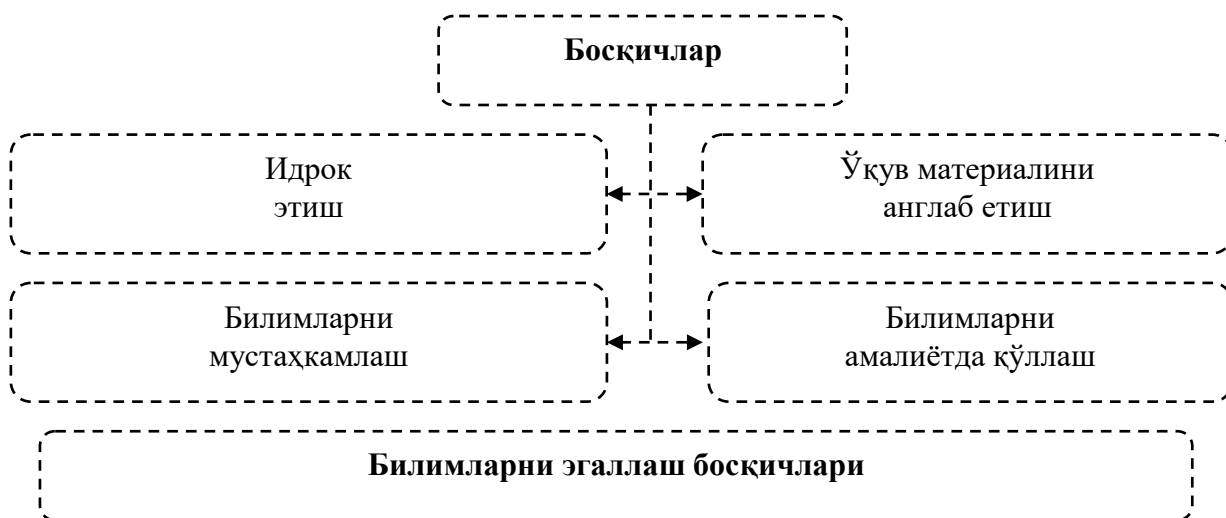 Босқичлар
Идрок
этиш
Ўқув материалини
англаб етиш
Билимларни
мустаҳкамлаш
Билимларни
амалиётда қўллаш
Билимларни эгаллаш босқичлари